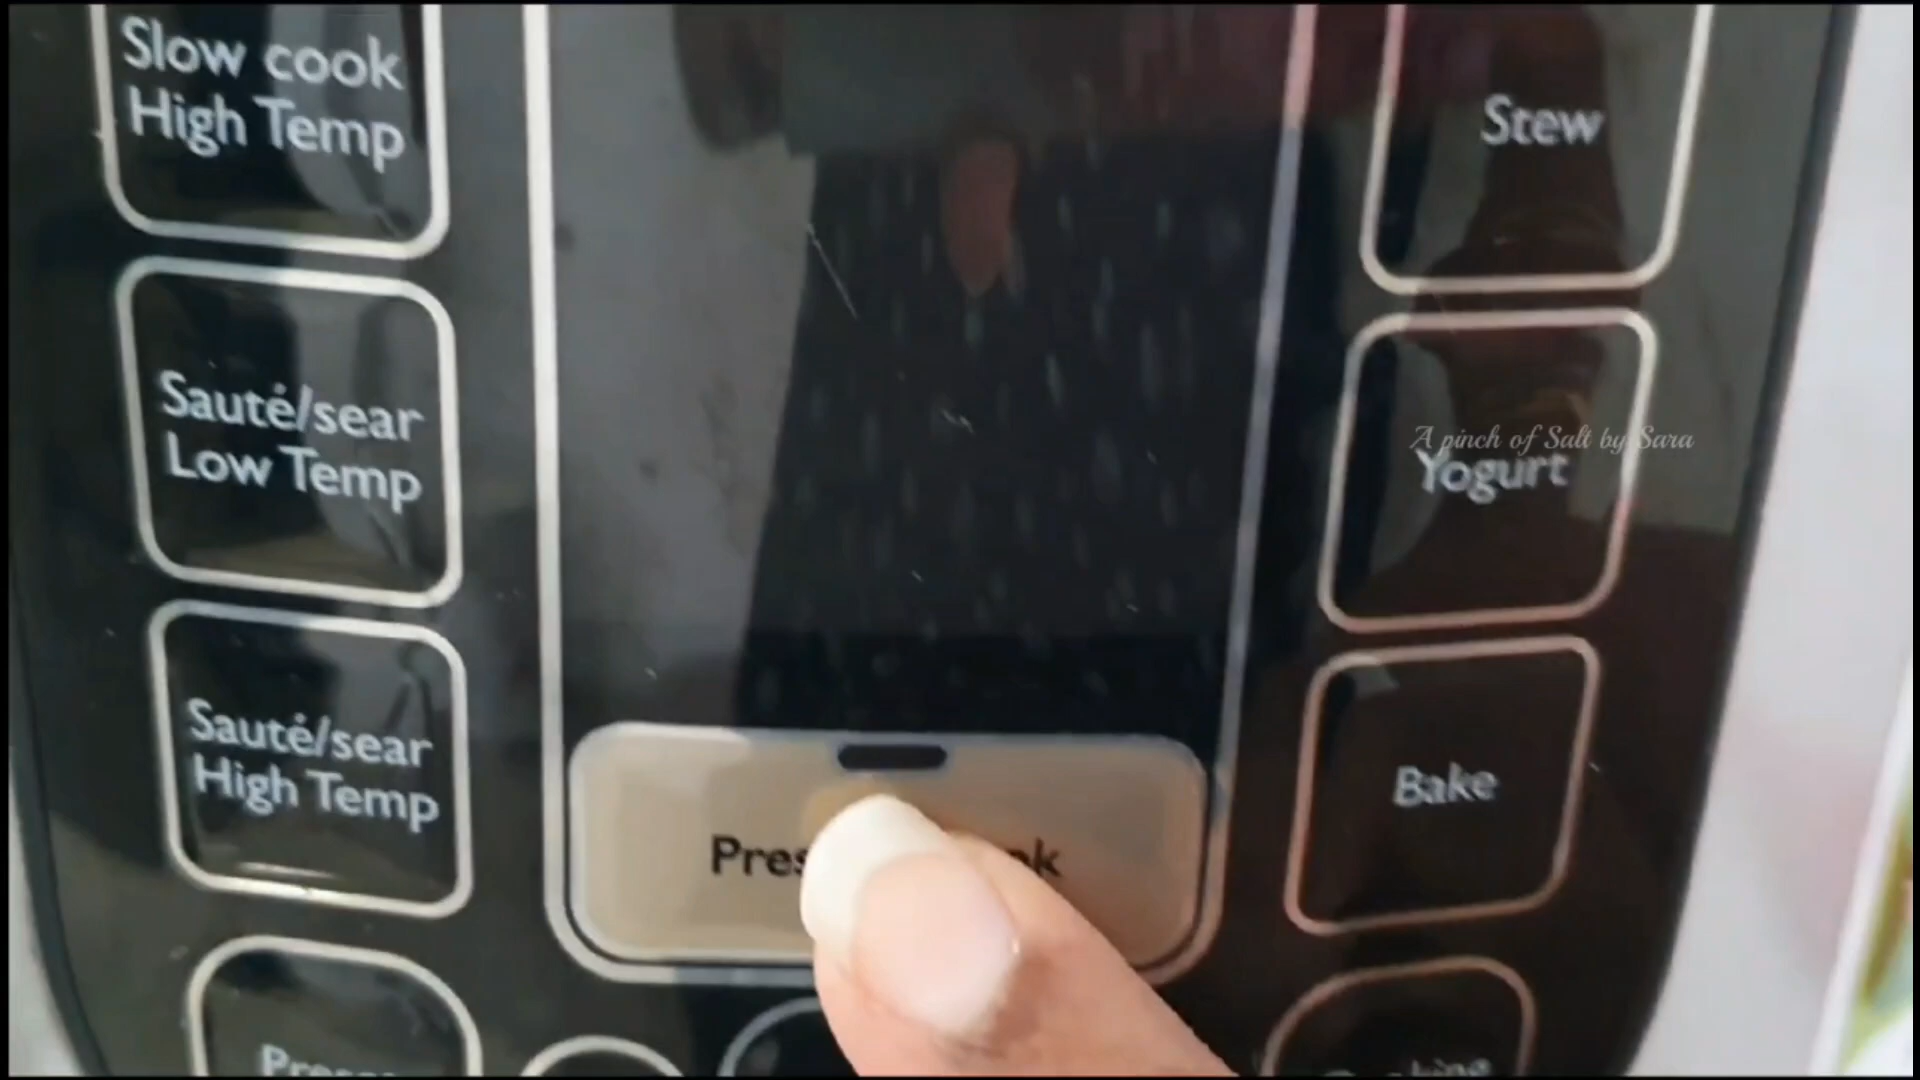 Slow cook
High Temp
Stew
Sauté/sear
Low Temp
A pinch of Salt by Sara
Yogurt
Sauté/sear
High Temp
Bake